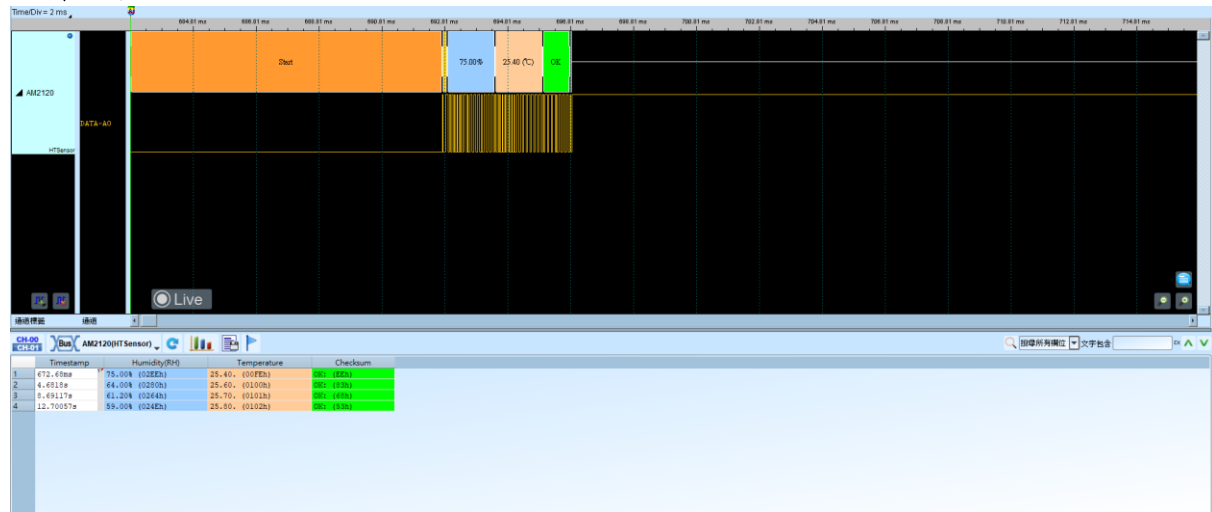 Time/Div = 2 ms
684.01 ms 686.01 ms 688.01 ms 690.01 ms 692.01 ms 694.01 ms 696.01 ms 698.01 ms 700.01 ms 702.01 ms 704.01 ms 706.01 ms 708.01 ms 710.01 ms 712.01 ms 714.01 ms
Start 75.00% 25.40 (℃) OK
AM2120
DATA-A0
HTSensor
Live
通道標籤 通道
CH-00
CH-01
Bus AM2120(HTSensor) 搜尋所有欄位 文字包含
Timestamp Humidity(RH) Temperature Checksum
1 672.68ms 75.00% (02EEh) 25.40. (00FEh) OK: (EEh)
2 4.6818s 64.00% (0280h) 25.60. (0100h) OK: (83h)
3 8.69117s 61.20% (0264h) 25.70. (0101h) OK: (68h)
4 12.70057s 59.00% (024Eh) 25.80. (0102h) OK: (53h)